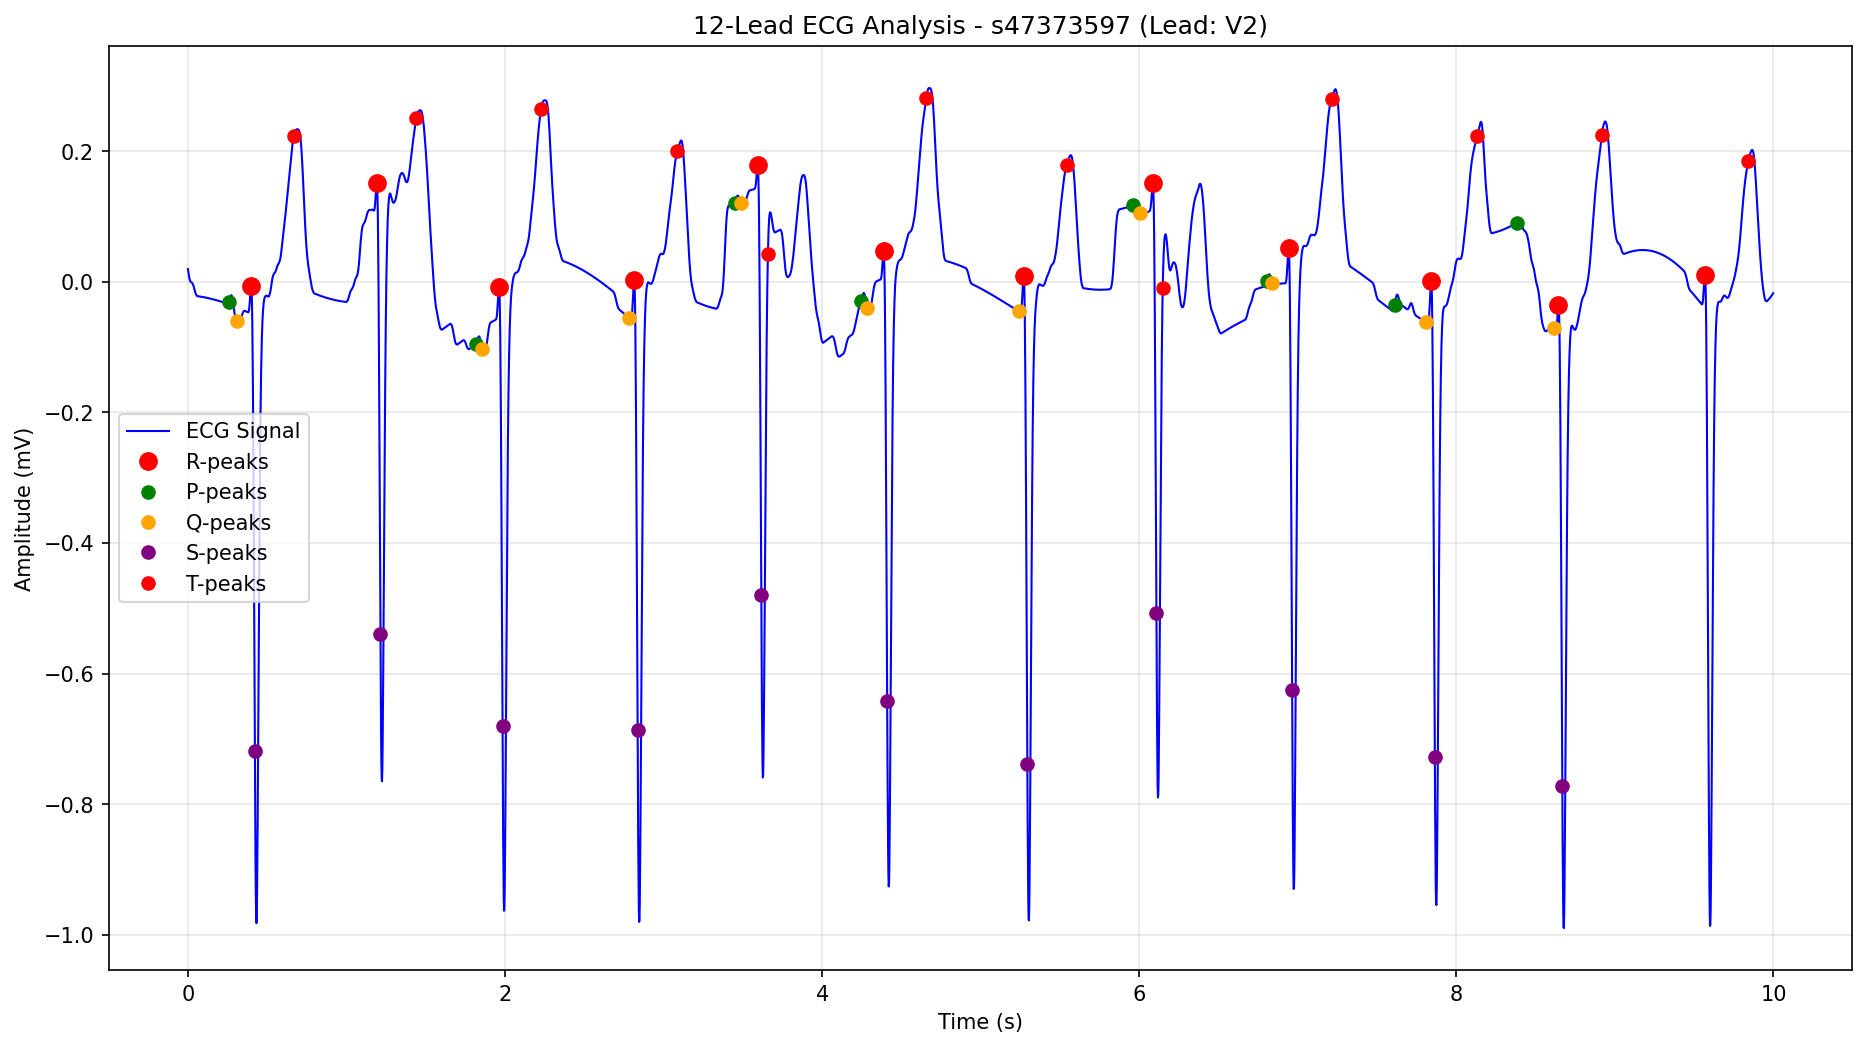 12-Lead ECG Analysis - s47373597 (Lead: V2)
Amplitude (mV)
0.2
0.0
−0.2
−0.4
−0.6
−0.8
−1.0
ECG Signal
R-peaks
P-peaks
Q-peaks
S-peaks
T-peaks
0 2 4 6 8 10
Time (s)